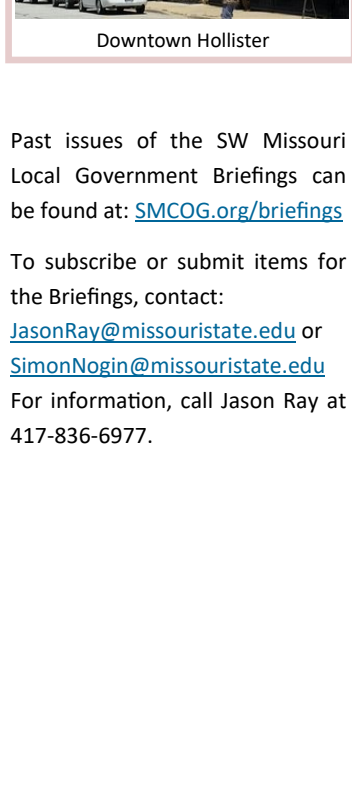 Downtown Hollister
Past issues of the SW Missouri
Local Government Briefings can
be found at: SMCOG.org/briefings
To subscribe or submit items for
the Briefings, contact:
JasonRay@missouristate.edu or
SimonNogin@missouristate.edu
For information, call Jason Ray at
417-836-6977.